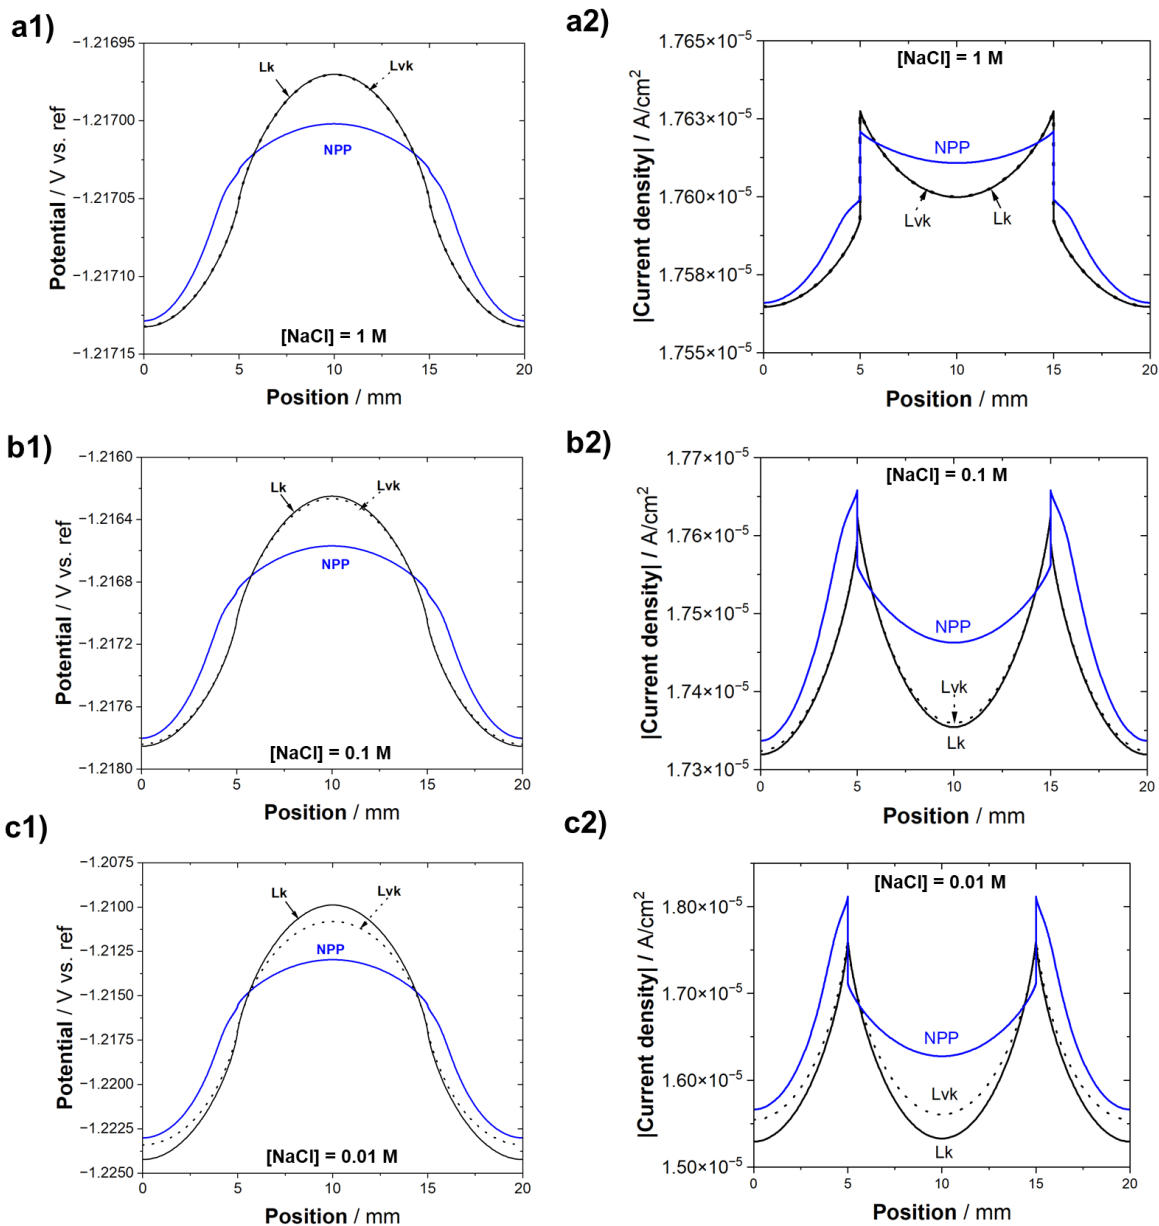 a1)
−1.21695
−1.21700
−1.21705
−1.21710
−1.21715
Potential / V vs. ref
Lk
Lvk
NPP
[NaCl] = 1 M
0
5
10
15
20
Position / mm
a2)
1.765×10⁻⁵
1.763×10⁻⁵
1.760×10⁻⁵
1.758×10⁻⁵
1.755×10⁻⁵
|Current density| / A/cm²
[NaCl] = 1 M
NPP
Lvk
Lk
0
5
10
15
20
Position / mm
b1)
−1.2160
−1.2164
−1.2168
−1.2172
−1.2176
−1.2180
Potential / V vs. ref
Lk
Lvk
NPP
[NaCl] = 0.1 M
0
5
10
15
20
Position / mm
b2)
1.77×10⁻⁵
1.76×10⁻⁵
1.75×10⁻⁵
1.74×10⁻⁵
1.73×10⁻⁵
|Current density| / A/cm²
[NaCl] = 0.1 M
NPP
Lvk
Lk
0
5
10
15
20
Position / mm
c1)
−1.2075
−1.2100
−1.2125
−1.2150
−1.2175
−1.2200
−1.2225
−1.2250
Potential / V vs. ref
Lk
Lvk
NPP
[NaCl] = 0.01 M
0
5
10
15
20
Position / mm
c2)
1.80×10⁻⁵
1.70×10⁻⁵
1.60×10⁻⁵
1.50×10⁻⁵
|Current density| / A/cm²
[NaCl] = 0.01 M
NPP
Lvk
Lk
0
5
10
15
20
Position / mm